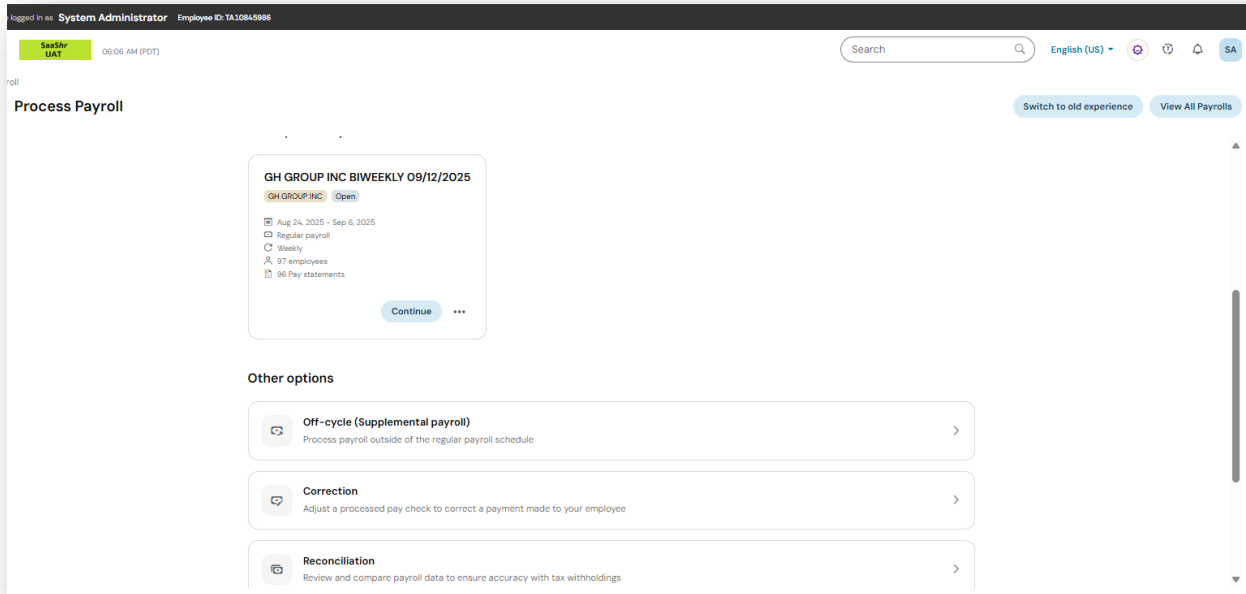 logged in as System Administrator Employee ID: TA10845986
SaaShr
UAT
06:06 AM (PDT)
Search
English (US)
SA
roll
Process Payroll
Switch to old experience
View All Payrolls
GH GROUP INC BIWEEKLY 09/12/2025
GH GROUP INC
Open
Aug 24, 2025 - Sep 6, 2025
Regular payroll
Weekly
97 employees
96 Pay statements
Continue
Other options
Off-cycle (Supplemental payroll)
Process payroll outside of the regular payroll schedule
Correction
Adjust a processed pay check to correct a payment made to your employee
Reconciliation
Review and compare payroll data to ensure accuracy with tax withholdings